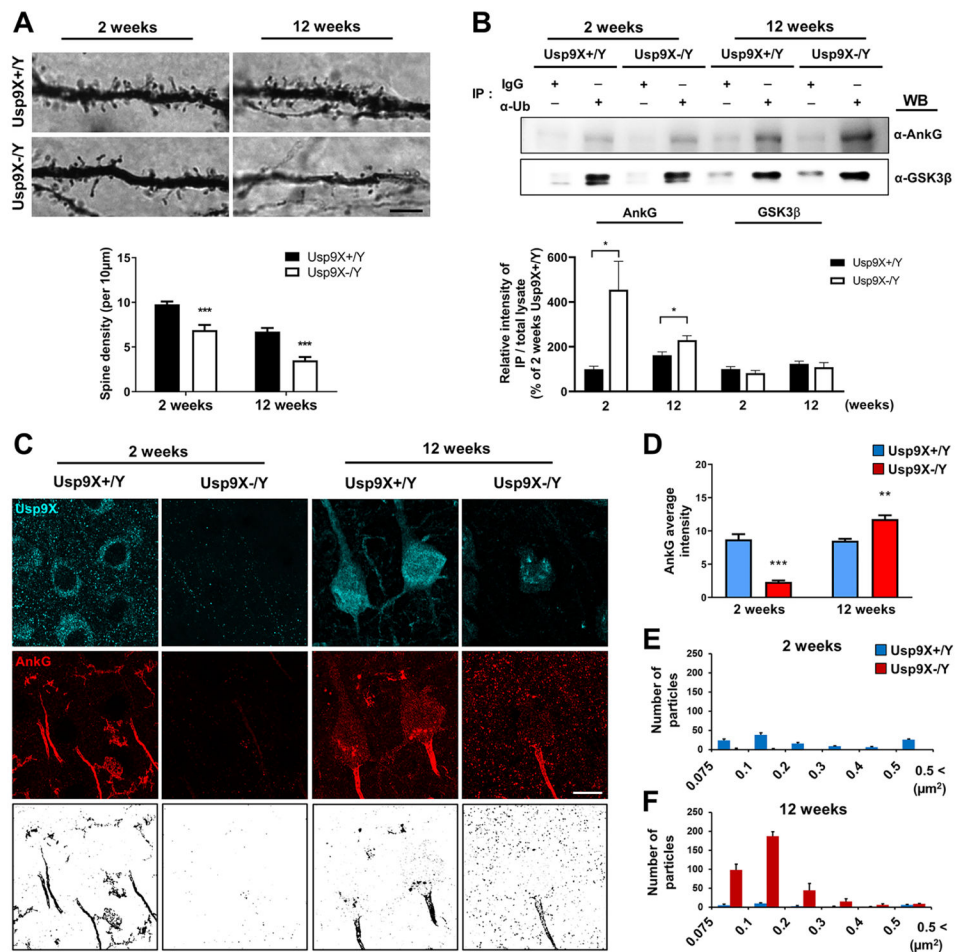 A
2 weeks
12 weeks
Usp9X+/Y
Usp9X-/Y
Spine density (per 10μm)
15
10
5
0
Usp9X+/Y
Usp9X-/Y
***
***
2 weeks
12 weeks
B
2 weeks
12 weeks
Usp9X+/Y
Usp9X-/Y
Usp9X+/Y
Usp9X-/Y
IP :
IgG
+ – + – + – + –
α-Ub
– + – + – + – +
WB
α-AnkG
α-GSK3β
AnkG
GSK3β
Relative intensity of
IP / total lysate
(% of 2 weeks Usp9X+/Y)
600
400
200
0
*
*
Usp9X+/Y
Usp9X-/Y
2
12
2
12
(weeks)
C
2 weeks
12 weeks
Usp9X+/Y
Usp9X-/Y
Usp9X+/Y
Usp9X-/Y
Usp9X
AnkG
D
Usp9X+/Y
Usp9X-/Y
AnkG average
intensity
20
15
10
5
0
***
**
2 weeks
12 weeks
E
2 weeks
Usp9X+/Y
Usp9X-/Y
Number of
particles
250
200
150
100
50
0
0.075
0.1
0.2
0.3
0.4
0.5
0.5 <
(μm²)
F
12 weeks
Number of
particles
250
200
150
100
50
0
0.075
0.1
0.2
0.3
0.4
0.5
0.5 <
(μm²)